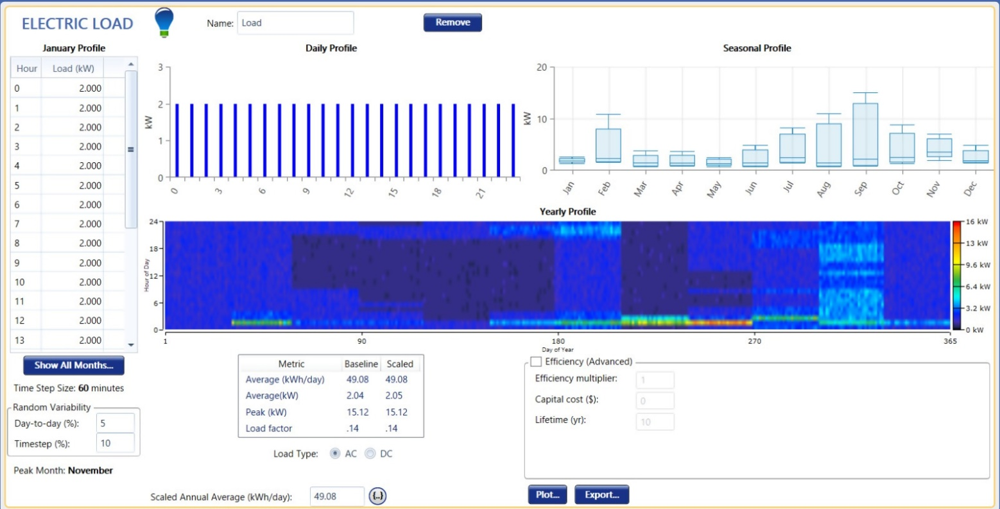 ELECTRIC LOAD
Name: Load
Remove
January Profile
Hour Load (kW)
0 2.000
1 2.000
2 2.000
3 2.000
4 2.000
5 2.000
6 2.000
7 2.000
8 2.000
9 2.000
10 2.000
11 2.000
12 2.000
13 2.000
Show All Months...
Time Step Size: 60 minutes
Random Variability
Day-to-day (%): 5
Timestep (%): 10
Peak Month: November
Daily Profile
kW
3
2
1
0
0 3 6 9 12 15 18 21
Seasonal Profile
kW
20
10
0
Jan Feb Mar Apr May Jun Jul Aug Sep Oct Nov Dec
Yearly Profile
Hour of Day
24
18
12
6
0
1 90 180 270 365
Day of Year
16 kW
13 kW
9.6 kW
6.4 kW
3.2 kW
0 kW
Metric Baseline Scaled
Average (kWh/day) 49.08 49.08
Average(kW) 2.04 2.05
Peak (kW) 15.12 15.12
Load factor .14 .14
Load Type: AC DC
Scaled Annual Average (kWh/day): 49.08 {..}
Efficiency (Advanced)
Efficiency multiplier: 1
Capital cost ($): 0
Lifetime (yr): 10
Plot... Export...